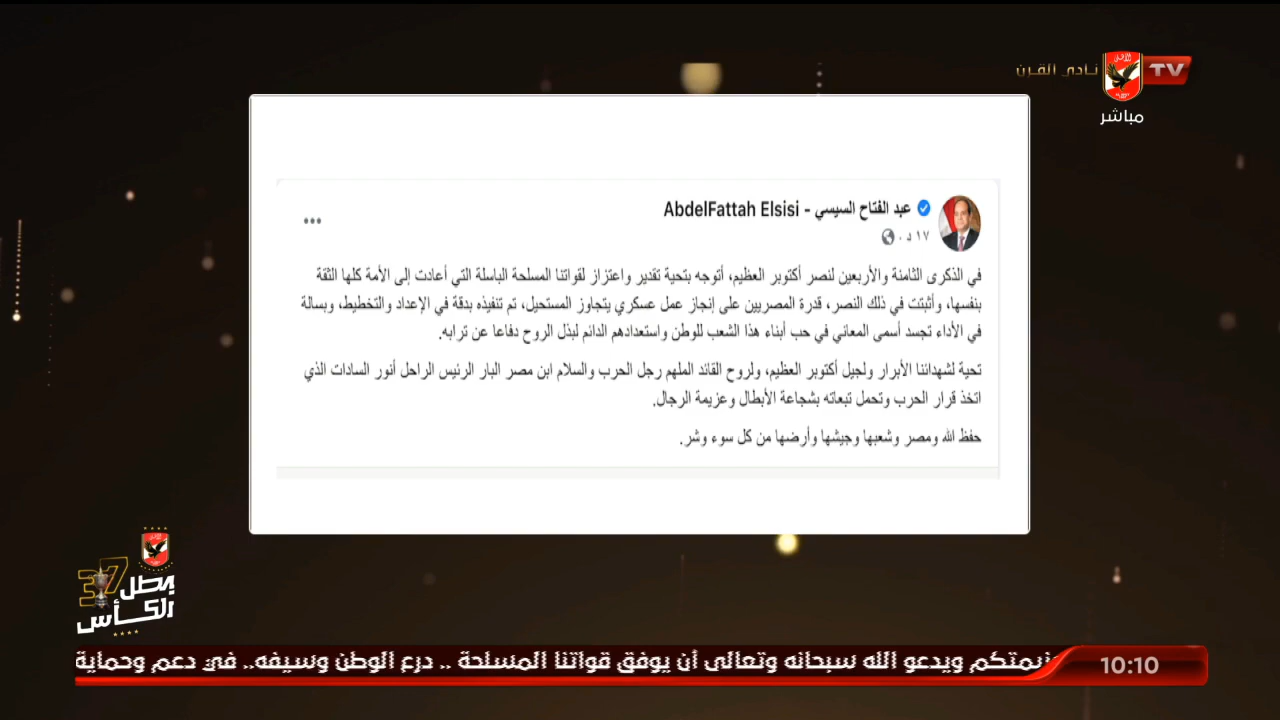 نادي القرن
TV
مباشر
عبد الفتاح السيسي - AbdelFattah Elsisi
١٧ د ·
في الذكرى الثامنة والأربعين لنصر أكتوبر العظيم، أتوجه بتحية تقدير واعتزاز لقواتنا المسلحة الباسلة التي أعادت إلى الأمة كلها الثقة
بنفسها، وأثبتت في ذلك النصر، قدرة المصريين على إنجاز عمل عسكري يتجاوز المستحيل، تم تنفيذه بدقة في الإعداد والتخطيط، وبسالة
في الأداء تجسد أسمى المعاني في حب أبناء هذا الشعب للوطن واستعدادهم الدائم لبذل الروح دفاعا عن ترابه.
تحية لشهدائنا الأبرار ولجيل أكتوبر العظيم، ولروح القائد الملهم رجل الحرب والسلام ابن مصر البار الرئيس الراحل أنور السادات الذي
اتخذ قرار الحرب وتحمل تبعاته بشجاعة الأبطال وعزيمة الرجال.
حفظ الله ومصر وشعبها وجيشها وأرضها من كل سوء وشر.
37
بطل
الكأس
ويدعو الله سبحانه وتعالى أن يوفق قواتنا المسلحة .. درع الوطن وسيفه.. في دعم وحماية
10:10